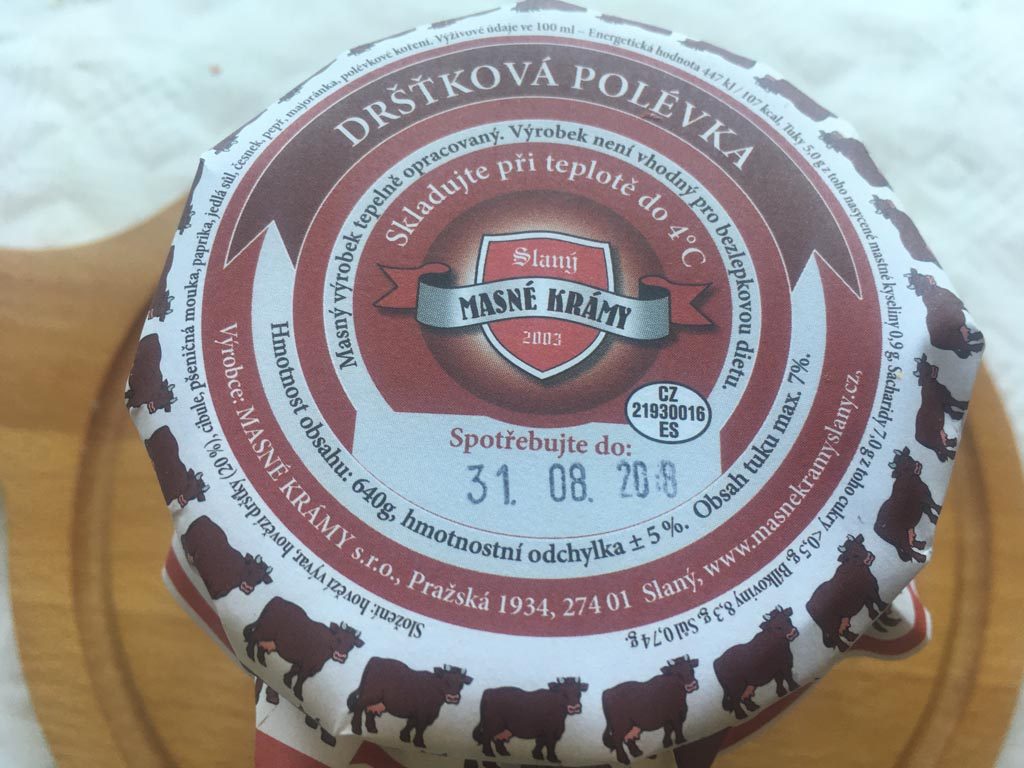 DRŠŤKOVÁ POLÉVKA
Složení: hovězí vývar, hovězí dršťky (20 %), cibule, pšeničná mouka, paprika, jedlá sůl, česnek, pepř, majoránka, polévkové koření. Výživové údaje ve 100 ml – Energetická hodnota 447 kJ / 107 kcal, Tuky 5,0 g z toho nasycené mastné kyseliny 0,9 g, Sacharidy 7,0 g z toho cukry <0,5 g, Bílkoviny 8,3 g, Sůl 0,74 g
Masný výrobek tepelně opracovaný. Výrobek není vhodný pro bezlepkovou dietu.
Skladujte při teplotě do 4°C
Slaný
MASNÉ KRÁMY
2003
CZ
21930016
ES
Spotřebujte do:
31. 08. 2018
Hmotnost obsahu: 640g, hmotnostní odchylka ± 5 %. Obsah tuku max. 7%.
Výrobce: MASNÉ KRÁMY s.r.o., Pražská 1934, 274 01 Slaný, www.masnekramyslany.cz,